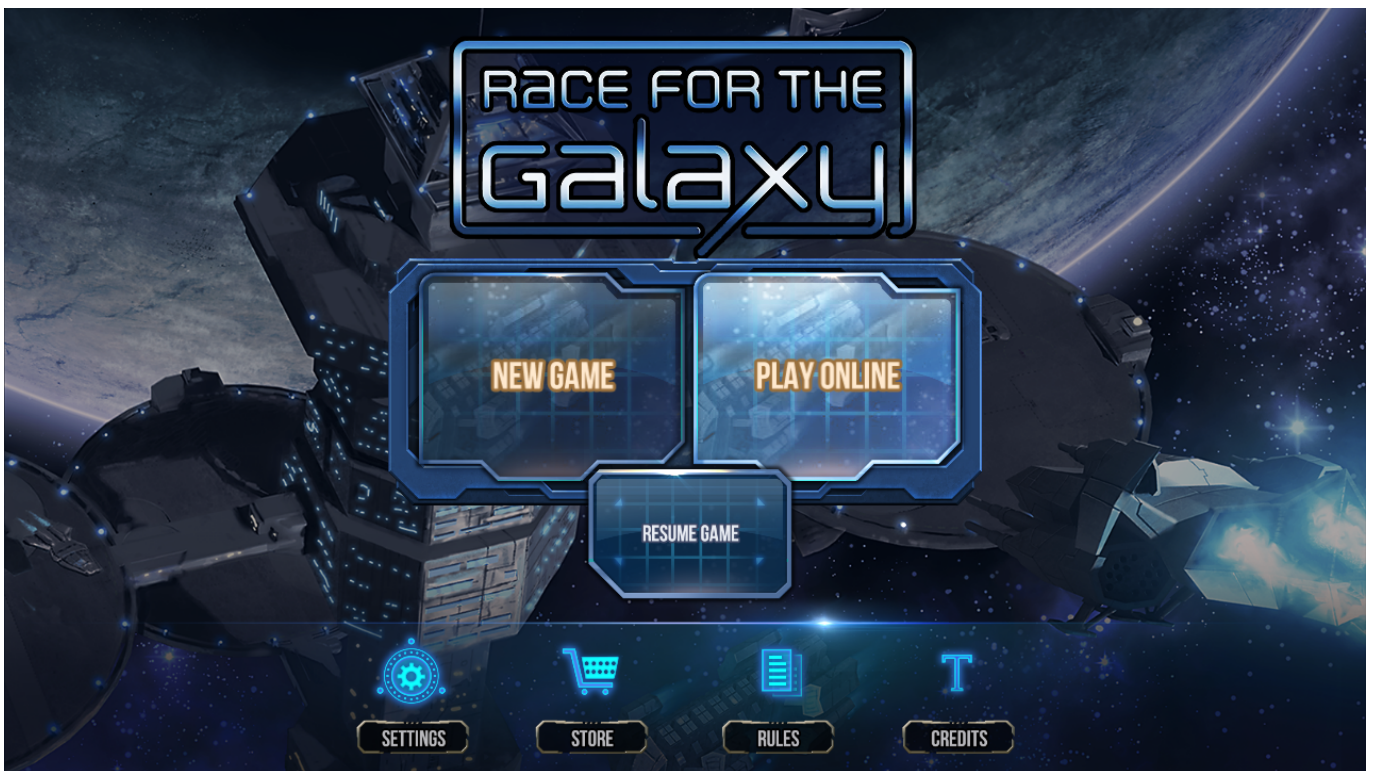 RACE FOR THE
GALAXY
NEW GAME
PLAY ONLINE
RESUME GAME
SETTINGS
STORE
RULES
CREDITS